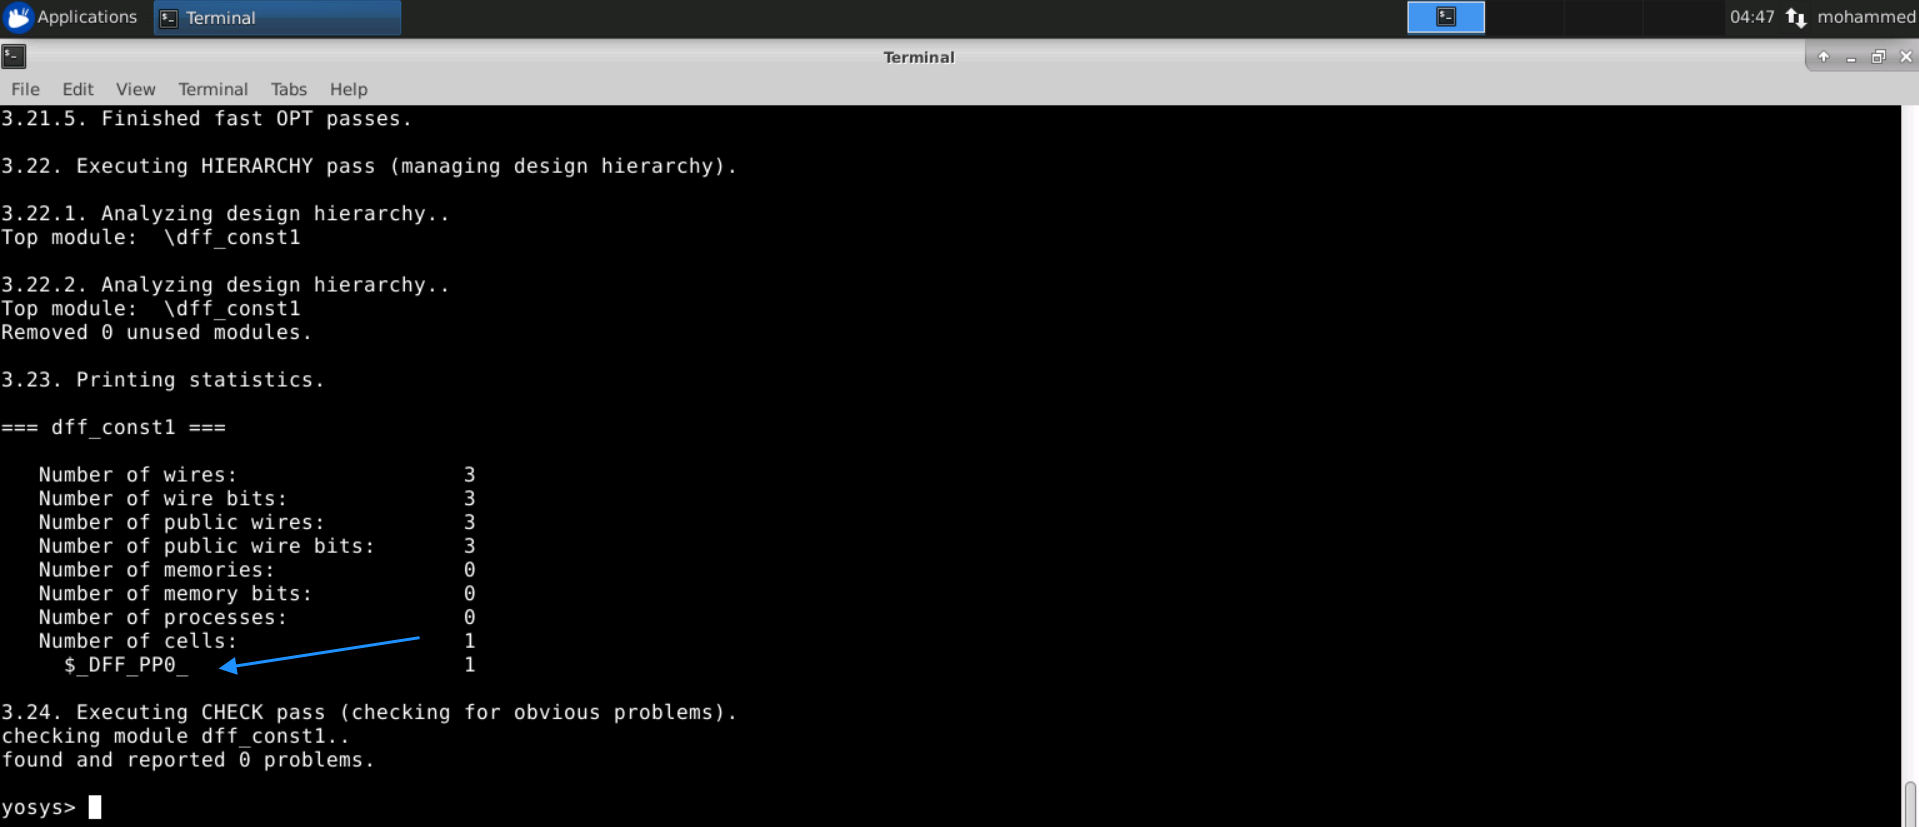 Applications
Terminal
04:47
mohammed
Terminal
File Edit View Terminal Tabs Help
3.21.5. Finished fast OPT passes.
3.22. Executing HIERARCHY pass (managing design hierarchy).
3.22.1. Analyzing design hierarchy..
Top module:  \dff_const1
3.22.2. Analyzing design hierarchy..
Top module:  \dff_const1
Removed 0 unused modules.
3.23. Printing statistics.
=== dff_const1 ===
Number of wires: 3
Number of wire bits: 3
Number of public wires: 3
Number of public wire bits: 3
Number of memories: 0
Number of memory bits: 0
Number of processes: 0
Number of cells: 1
$_DFF_PP0_ 1
3.24. Executing CHECK pass (checking for obvious problems).
checking module dff_const1..
found and reported 0 problems.
yosys>